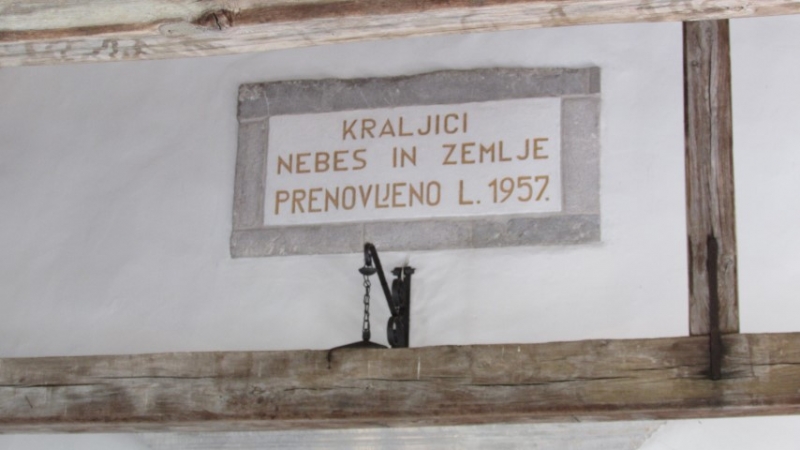 KRALJICI
NEBES IN ZEMLJE
PRENOVLJENO L. 1957.